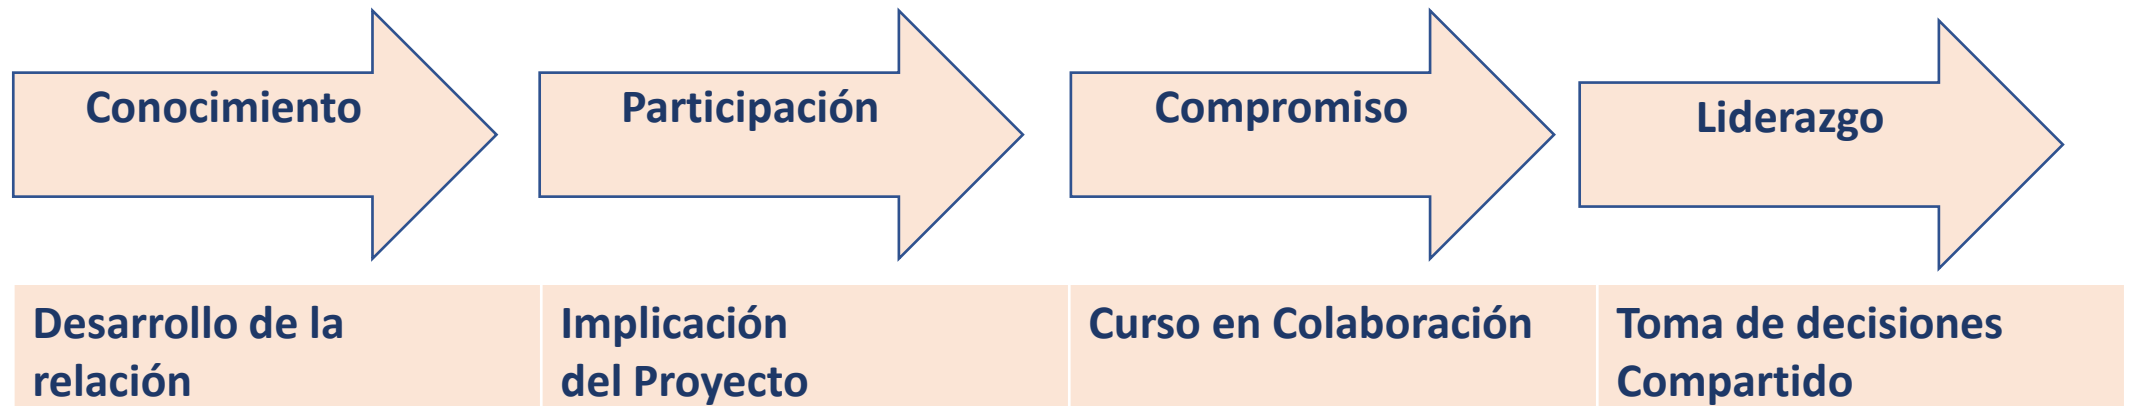 Conocimiento
Participación
Compromiso
Liderazgo
Desarrollo de la
relación
Implicación
del Proyecto
Curso en Colaboración
Toma de decisiones
Compartido